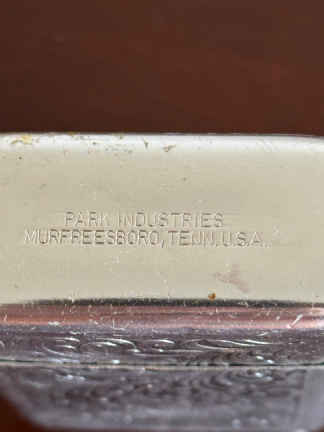 PARK INDUSTRIES
MURFREESBORO, TENN. U.S.A.